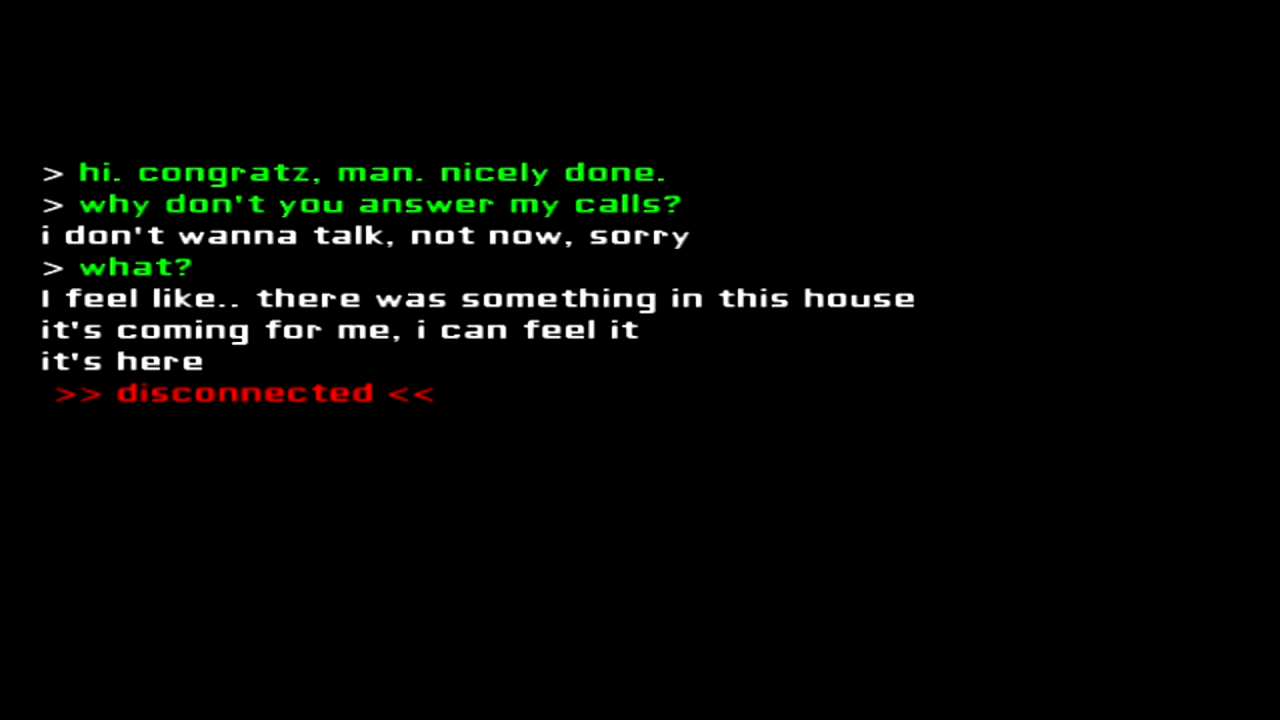 > hi. congratz, man. nicely done.
> why don't you answer my calls?
i don't wanna talk, not now, sorry
> what?
I feel like.. there was something in this house
it's coming for me, i can feel it
it's here
>> disconnected <<